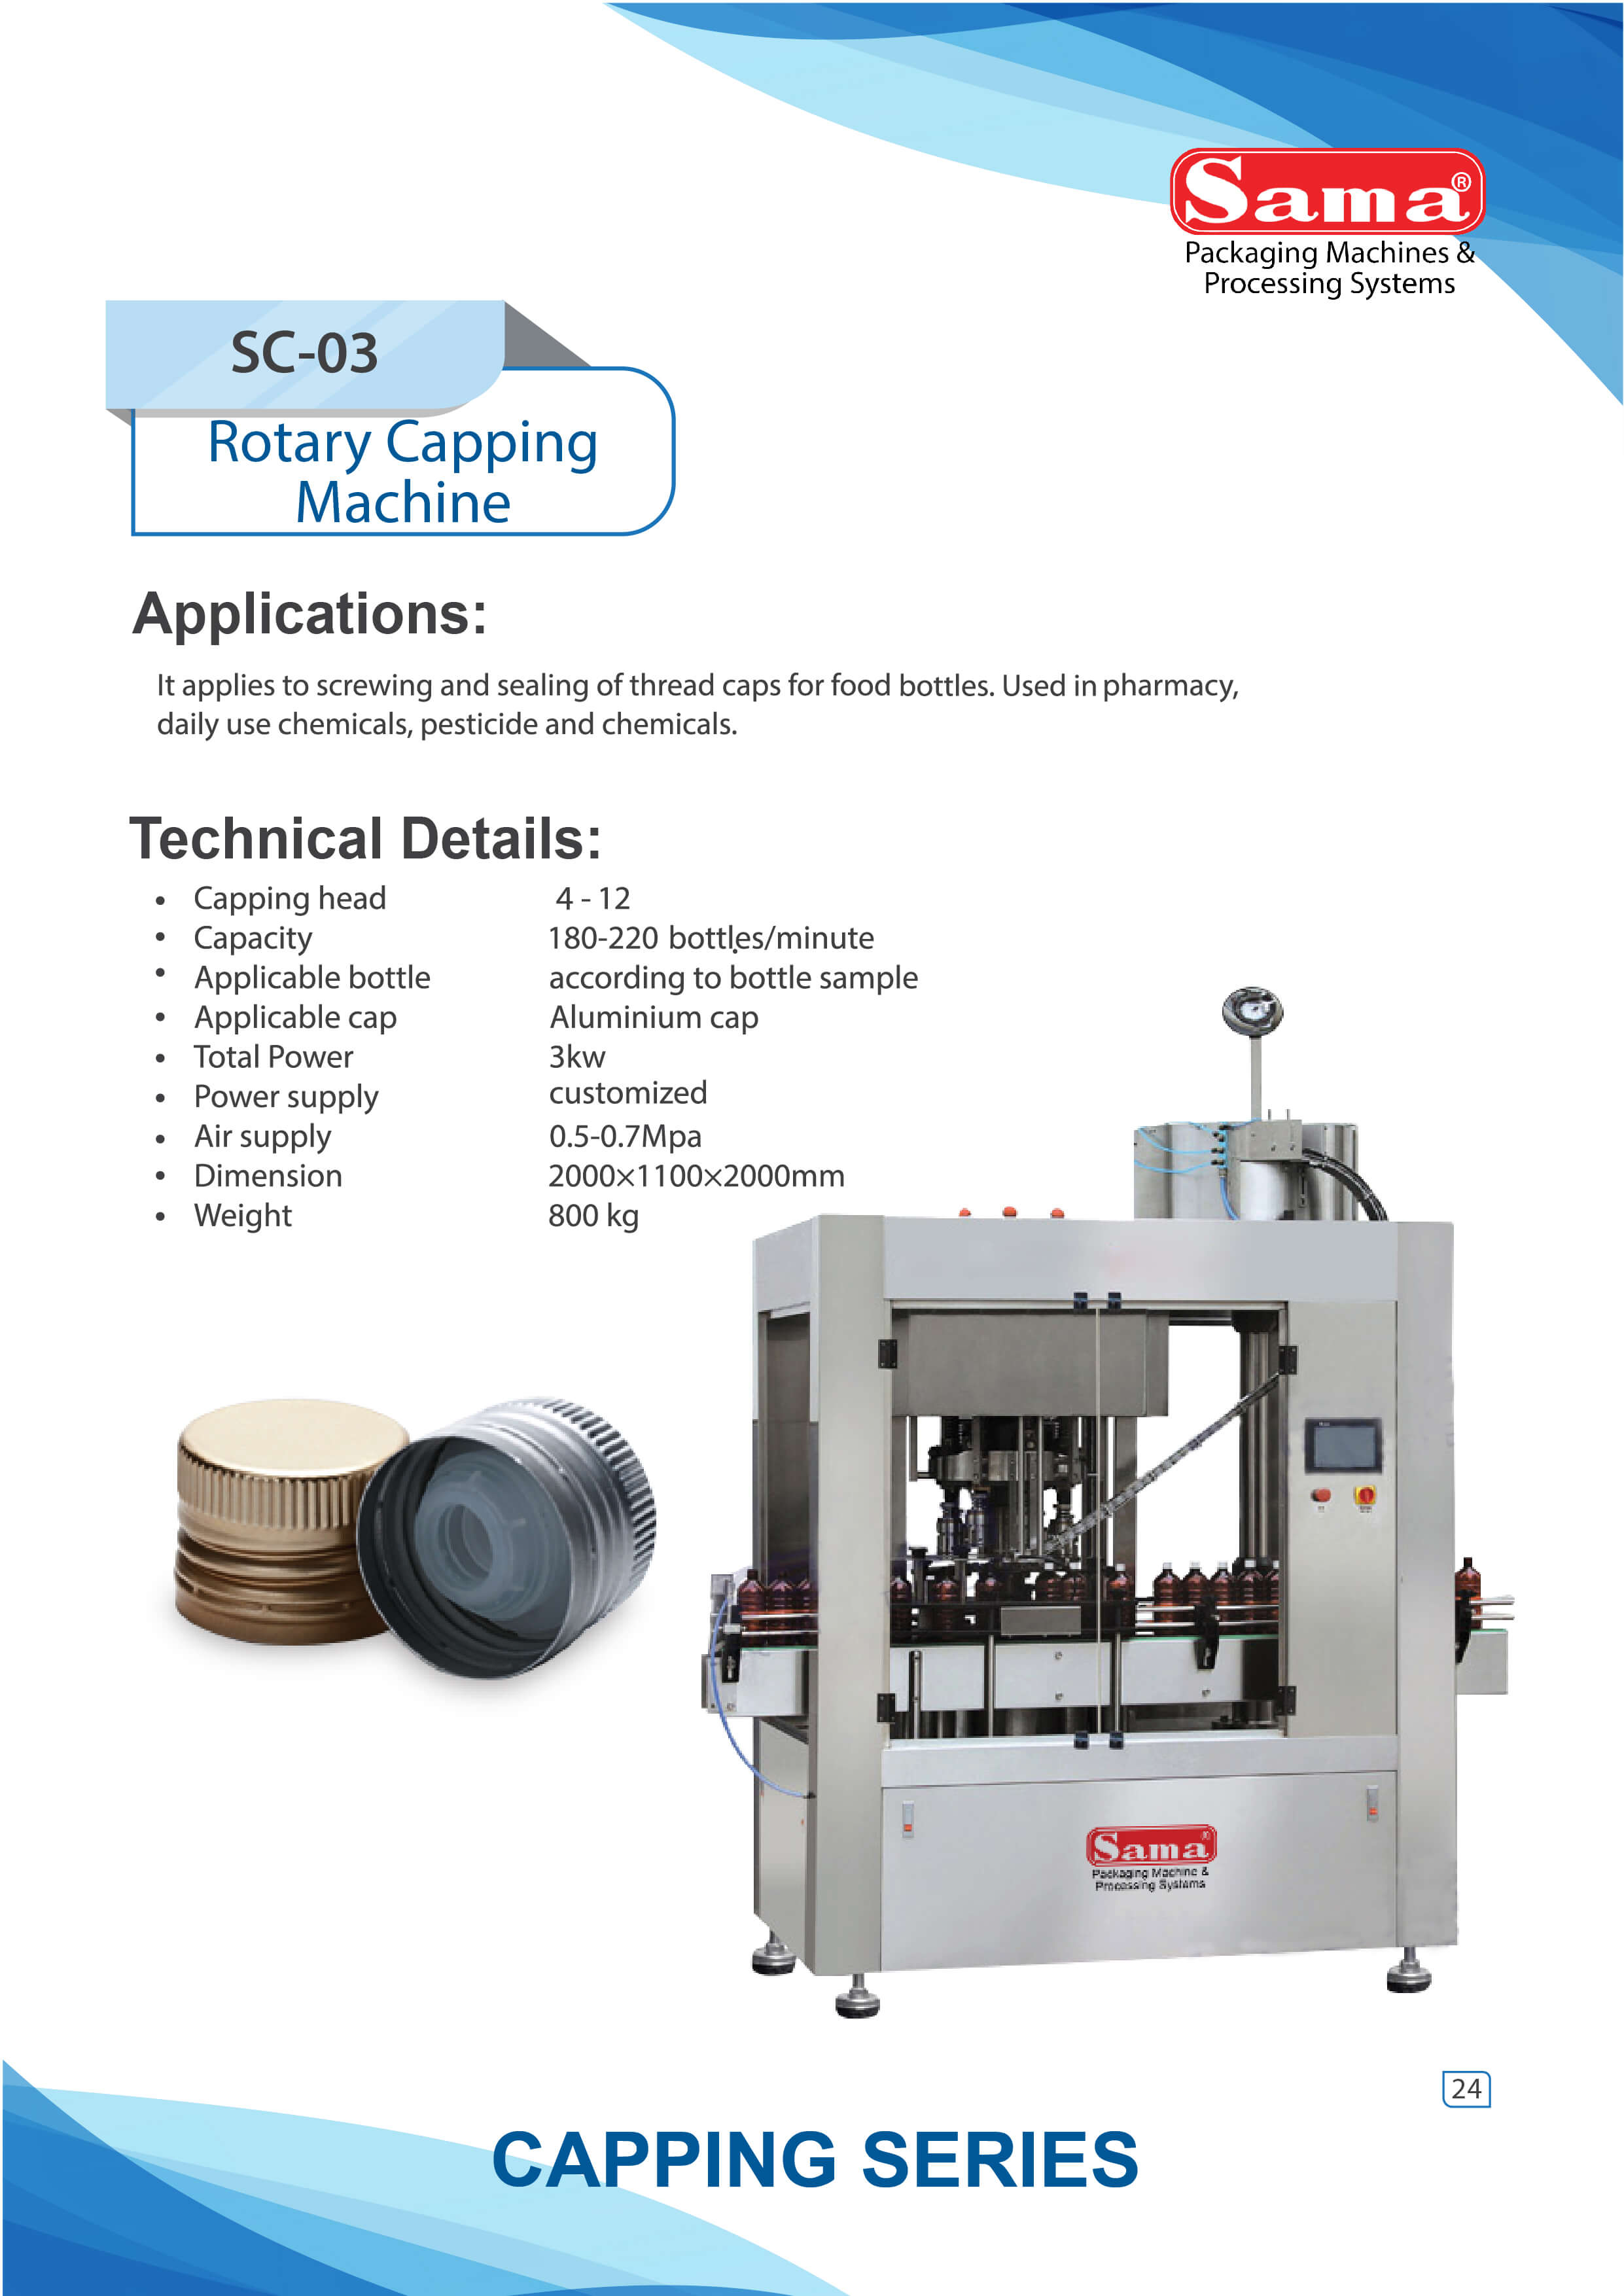 Sama®
Packaging Machines &
Processing Systems
SC-03
Rotary Capping
Machine
Applications:
It applies to screwing and sealing of thread caps for food bottles. Used in pharmacy,
daily use chemicals, pesticide and chemicals.
Technical Details:
• Capping head 4 - 12
• Capacity 180-220 bottles/minute
• Applicable bottle according to bottle sample
• Applicable cap Aluminium cap
• Total Power 3kw
• Power supply customized
• Air supply 0.5-0.7Mpa
• Dimension 2000×1100×2000mm
• Weight 800 kg
Sama®
Packaging Machine &
Processing Systems
24
CAPPING SERIES